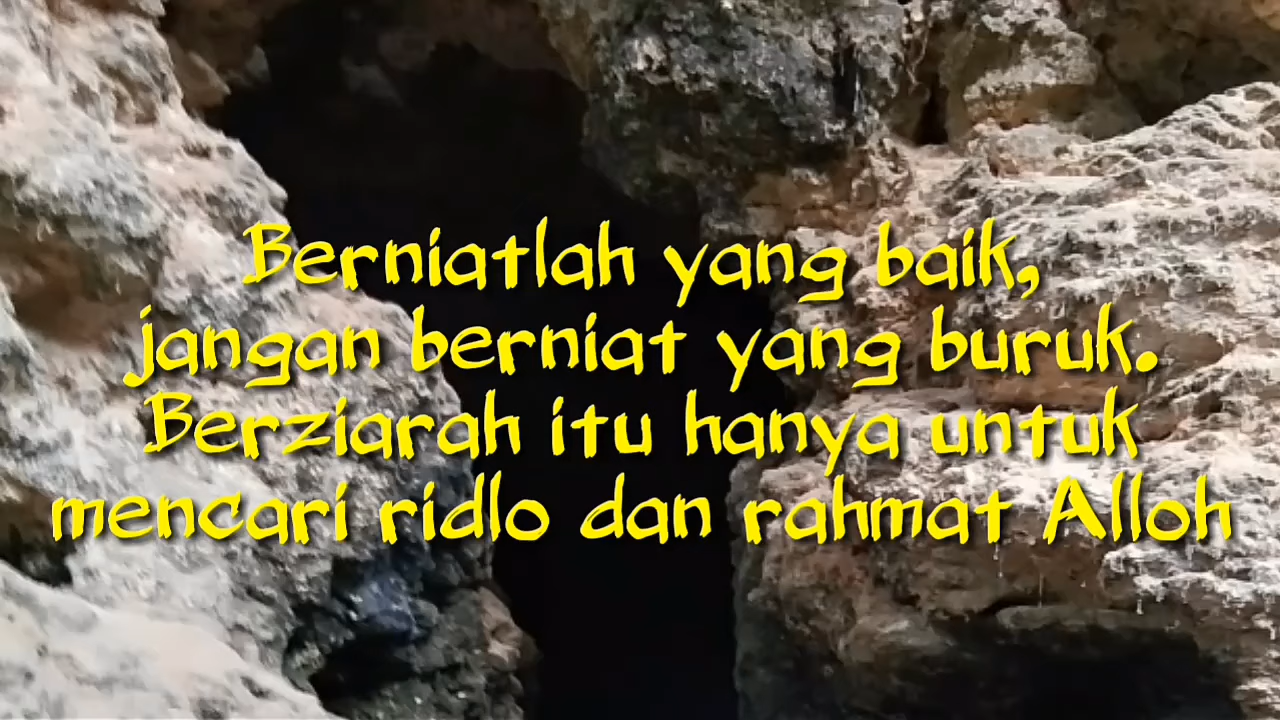 Berniatlah yang baik,
jangan berniat yang buruk.
Berziarah itu hanya untuk
mencari ridlo dan rahmat Alloh